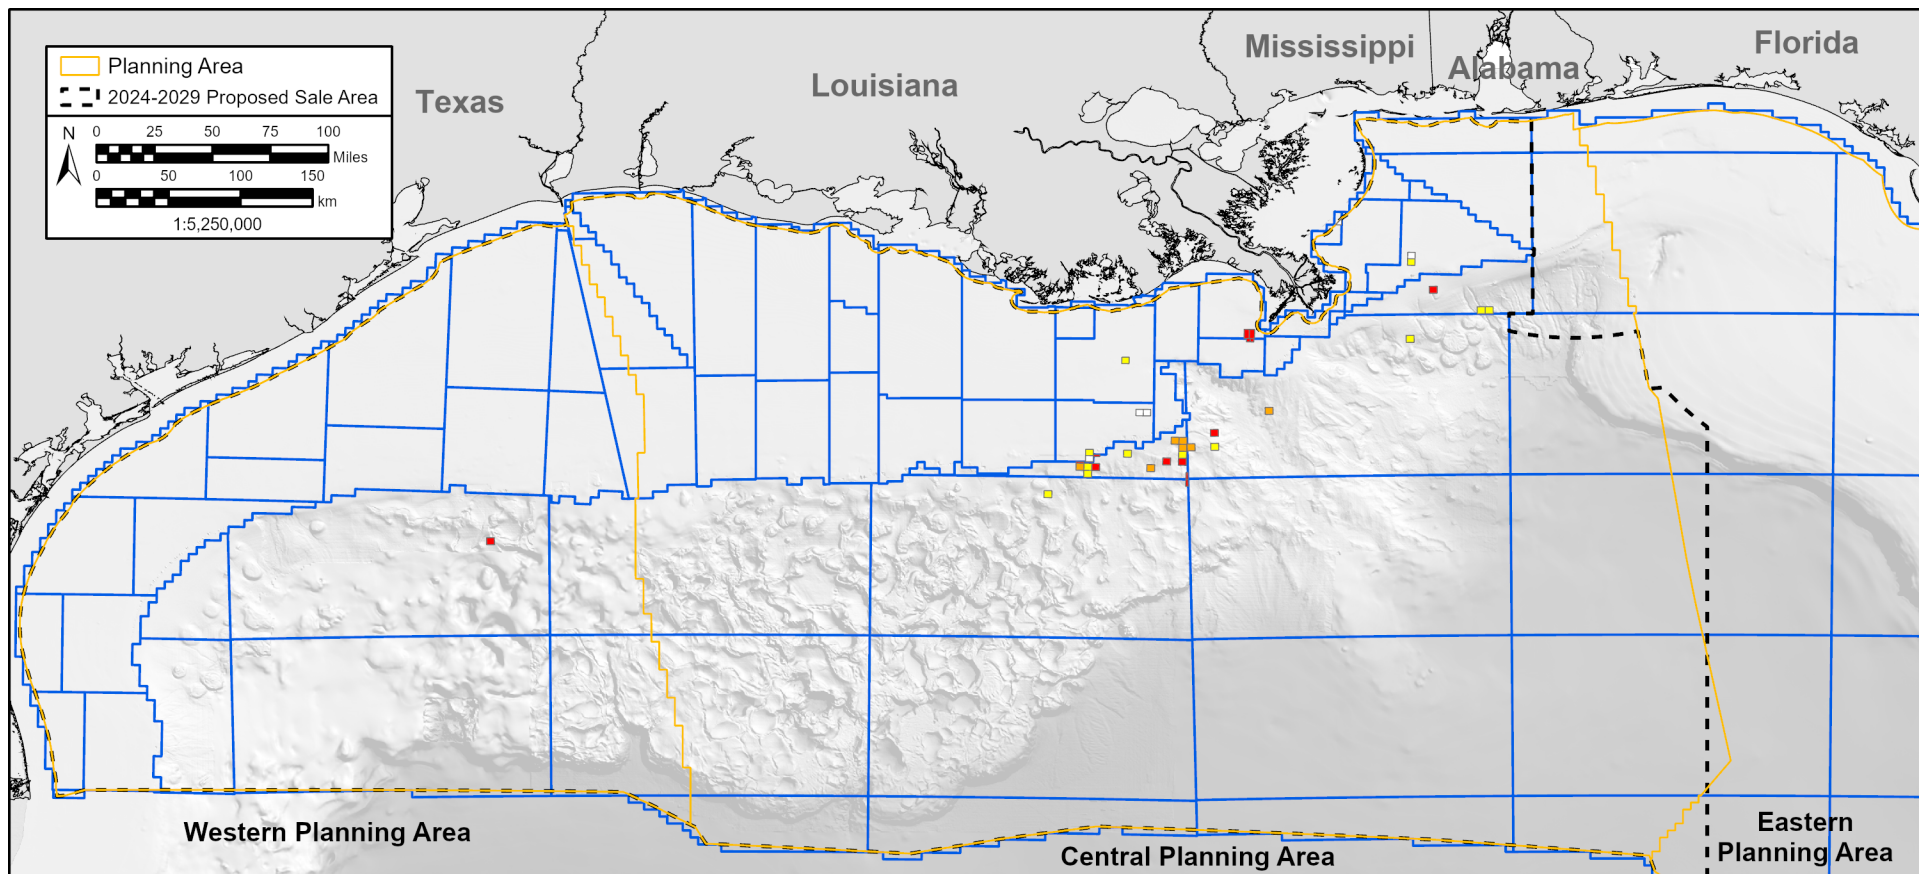 Mississippi
Florida
Alabama
Louisiana
Texas
Planning Area
2024-2029 Proposed Sale Area
N
0 25 50 75 100
Miles
0 50 100 150
km
1:5,250,000
Western Planning Area
Central Planning Area
Eastern
Planning Area